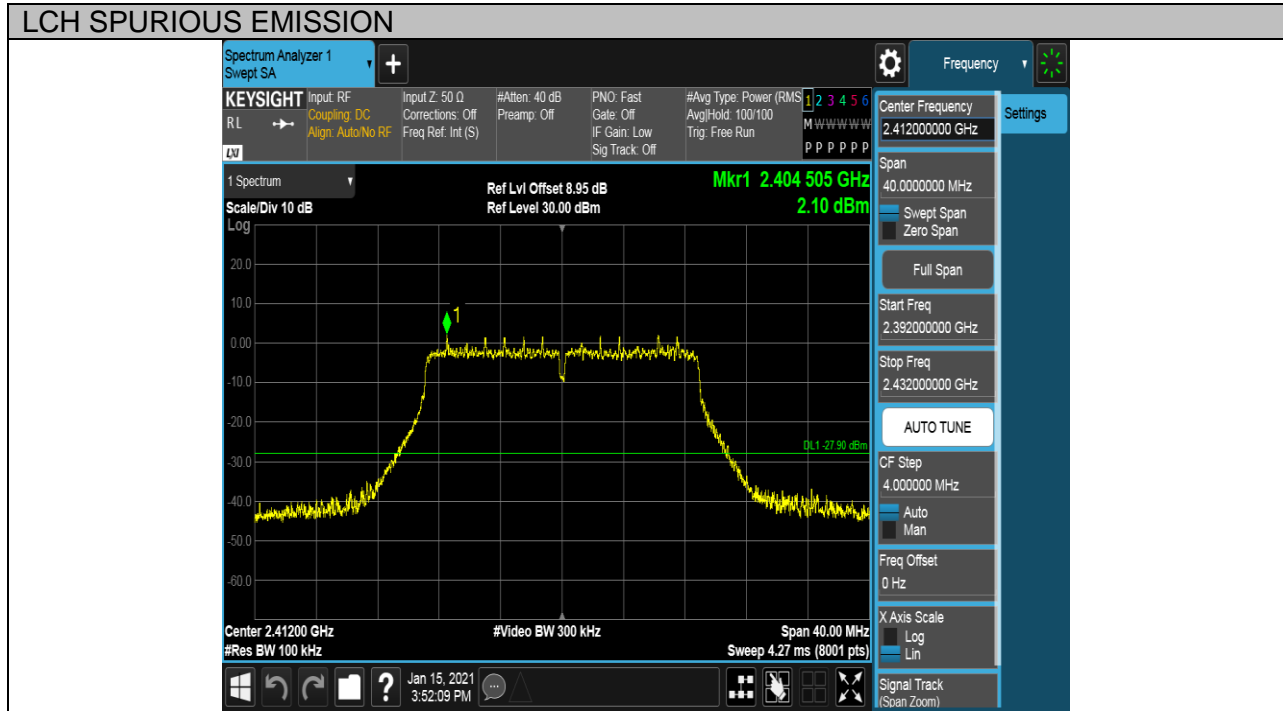 LCH SPURIOUS EMISSION
Spectrum Analyzer 1
Swept SA
+
Frequency
KEYSIGHT
RL
LXI
Input: RF
Coupling: DC
Align: Auto/No RF
Input Z: 50 Ω
Corrections: Off
Freq Ref: Int (S)
#Atten: 40 dB
Preamp: Off
PNO: Fast
Gate: Off
IF Gain: Low
Sig Track: Off
#Avg Type: Power (RMS
Avg|Hold: 100/100
Trig: Free Run
1 2 3 4 5 6
M W W W W W
P P P P P P
Settings
1 Spectrum
Scale/Div 10 dB
Log
Ref Lvl Offset 8.95 dB
Ref Level 30.00 dBm
Mkr1 2.404 505 GHz
2.10 dBm
20.0
10.0
0.00
-10.0
-20.0
-30.0
-40.0
-50.0
-60.0
1
DL1 -27.90 dBm
Center 2.41200 GHz
#Res BW 100 kHz
#Video BW 300 kHz
Span 40.00 MHz
Sweep 4.27 ms (8001 pts)
Center Frequency
2.412000000 GHz
Span
40.0000000 MHz
Swept Span
Zero Span
Full Span
Start Freq
2.392000000 GHz
Stop Freq
2.432000000 GHz
AUTO TUNE
CF Step
4.000000 MHz
Auto
Man
Freq Offset
0 Hz
X Axis Scale
Log
Lin
Signal Track
(Span Zoom)
?
Jan 15, 2021
3:52:09 PM